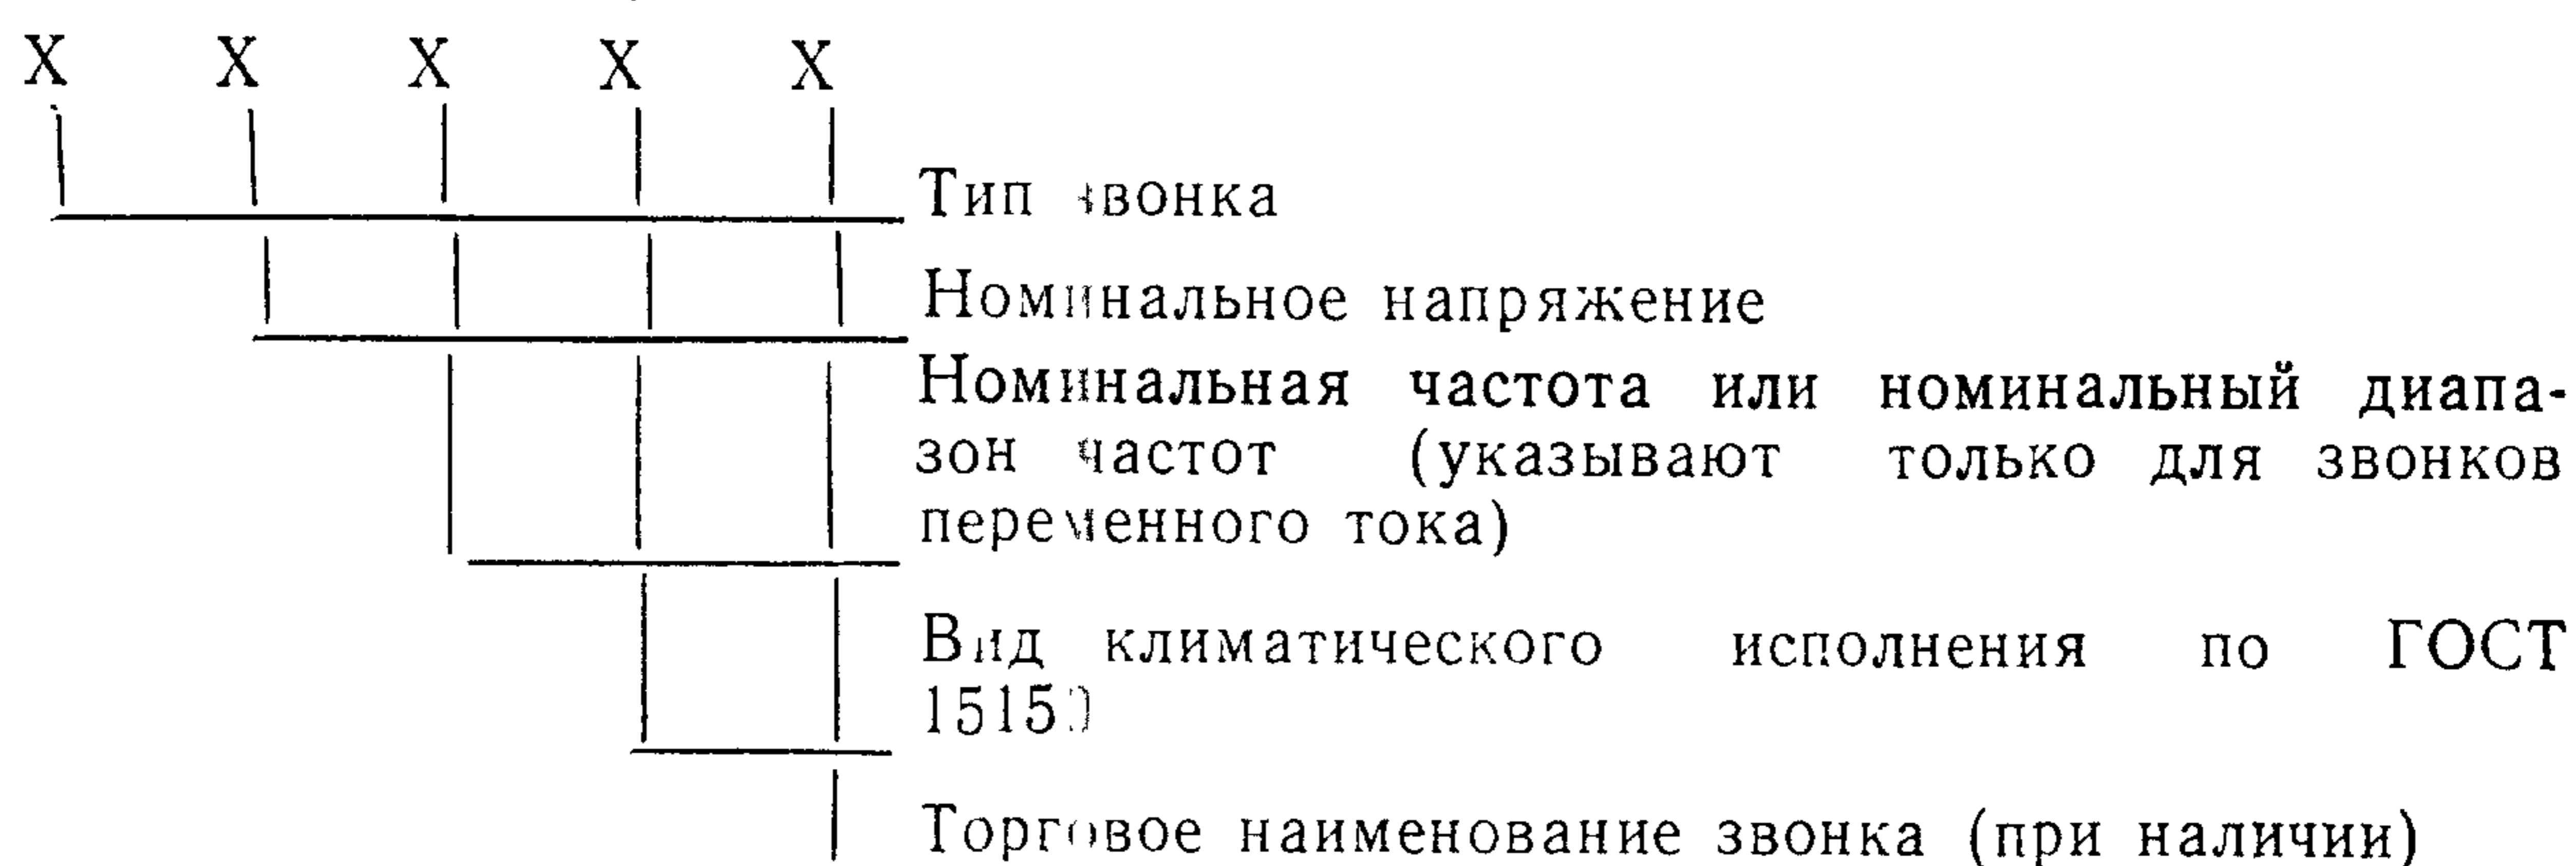 X X X X X
Тип звонка
Номинальное напряжение
Номинальная частота или номинальный диапа-
зон частот (указывают только для звонков
переменного тока)
Вид климатического исполнения по ГОСТ
15150
Торговое наименование звонка (при наличии)